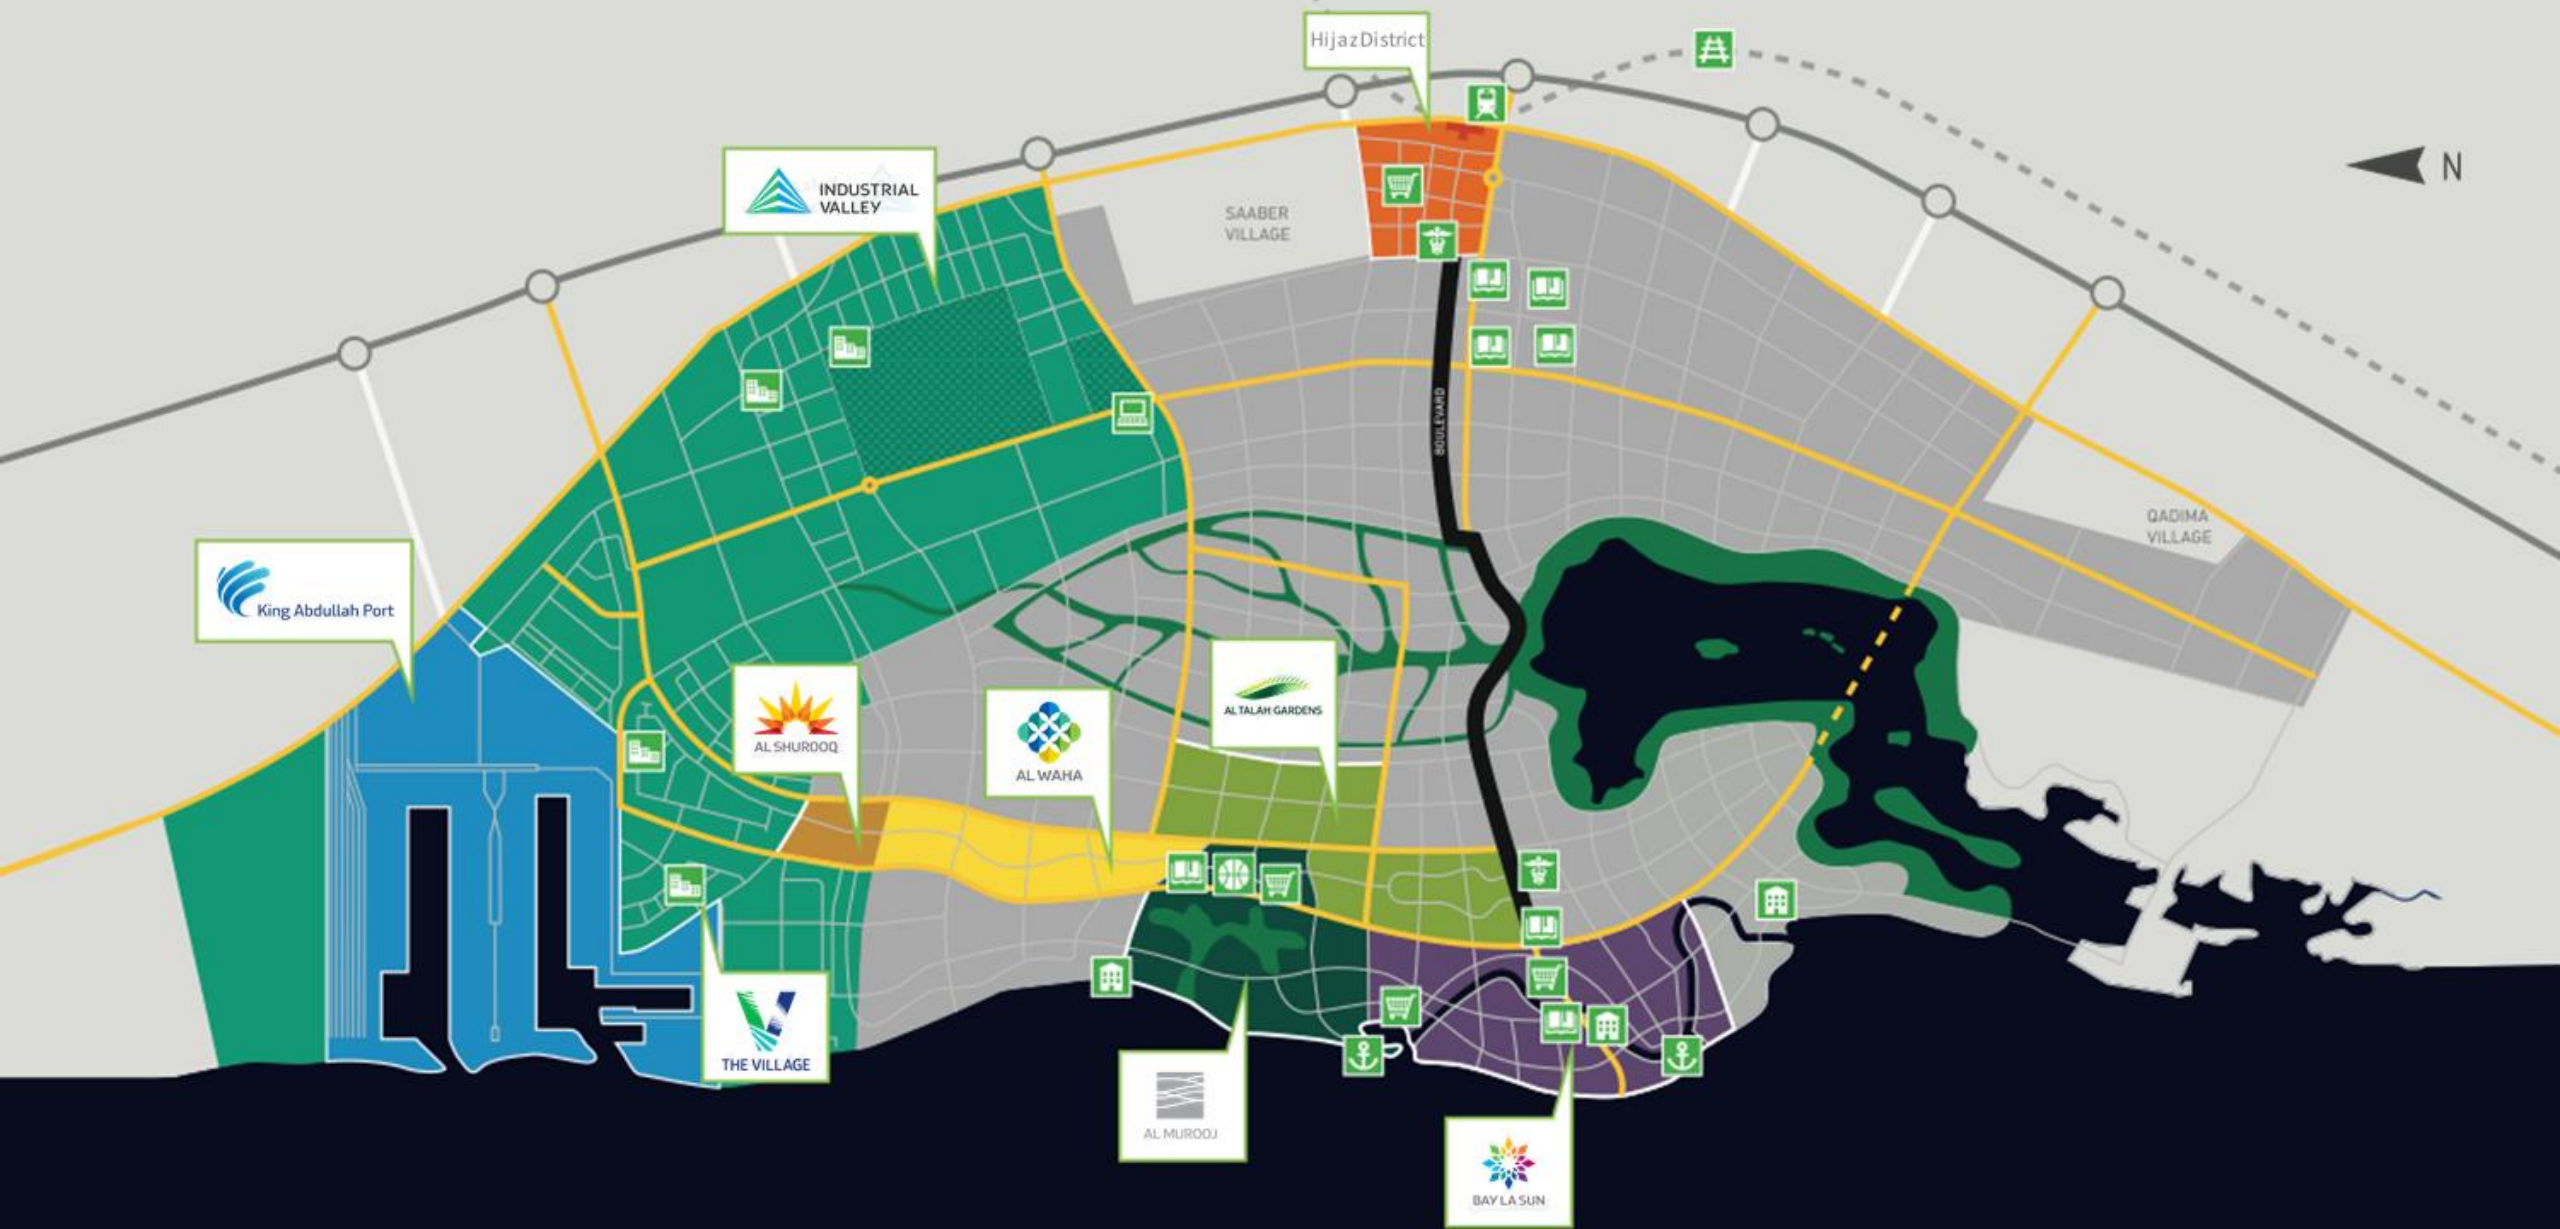 HijazDistrict
N
INDUSTRIAL
VALLEY
SAABER
VILLAGE
BOULEVARD
QADIMA
VILLAGE
King Abdullah Port
AL SHUROOQ
AL WAHA
AL TALAH GARDENS
THE VILLAGE
AL MUROOJ
BAY LA SUN